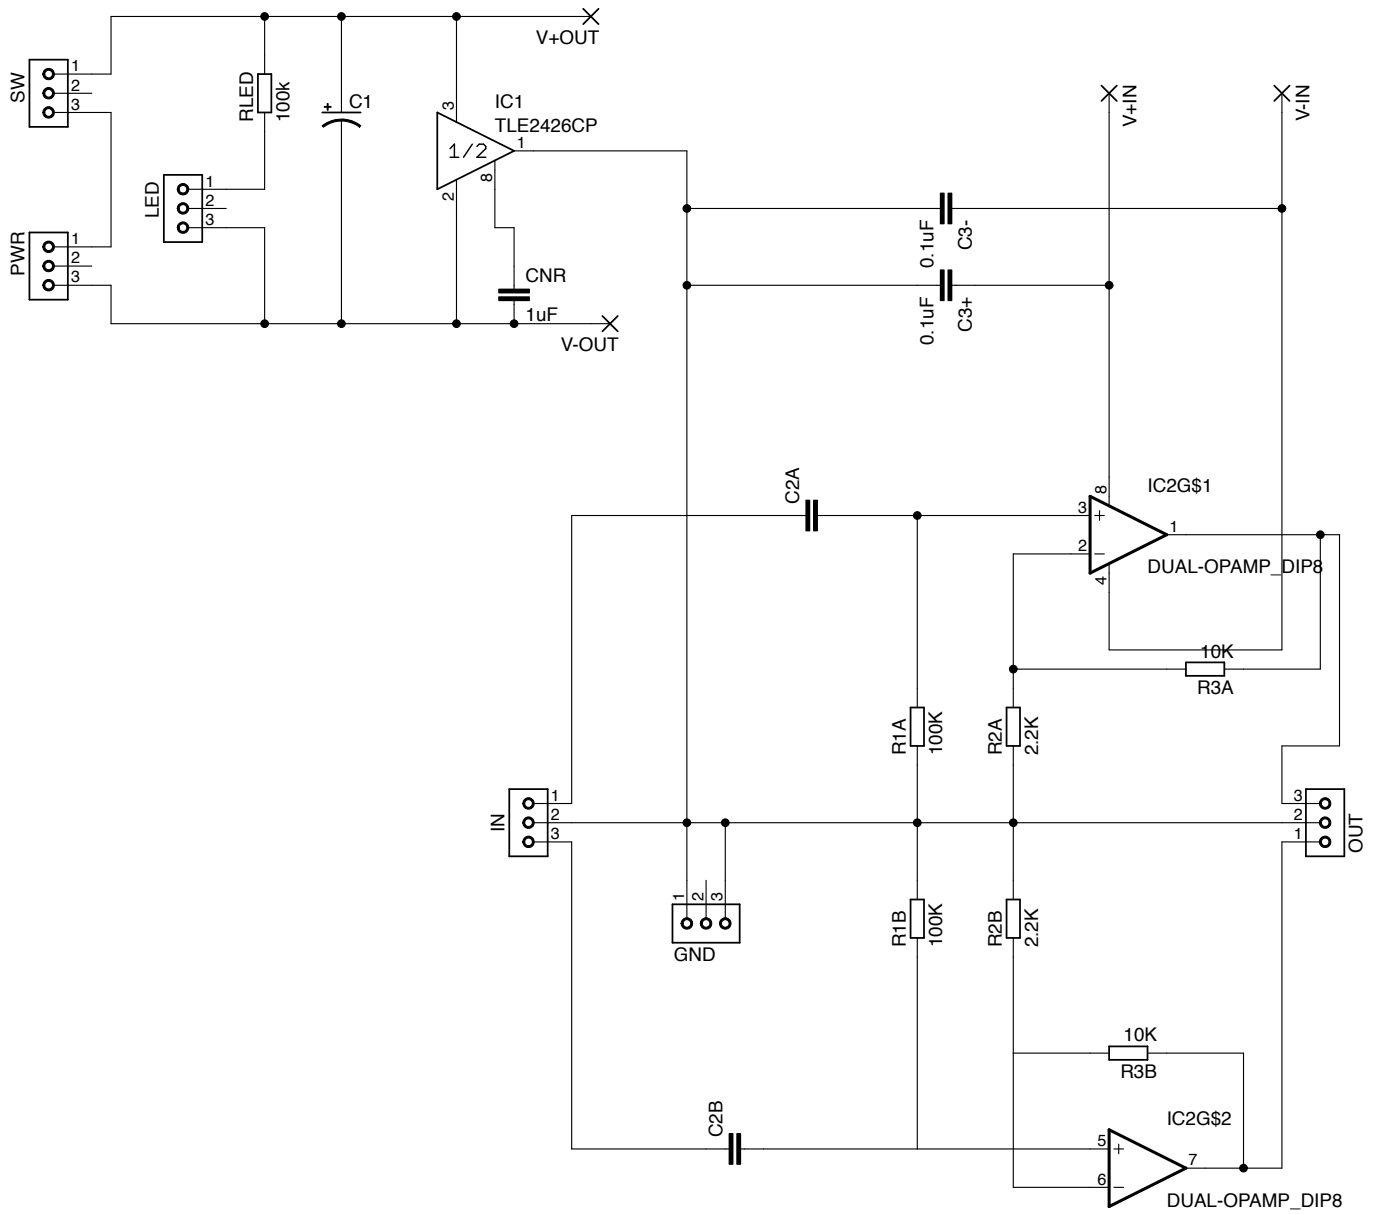 V+OUT
SW
1
2
3
RLED
100k
+
C1
3
IC1
TLE2426CP
1/2
1
8
2
LED
1
2
3
PWR
1
2
3
CNR
1uF
V-OUT
V+IN
V-IN
0.1uF
C3-
0.1uF
C3+
C2A
IC2G$1
8
3
+
1
2
−
4
DUAL-OPAMP_DIP8
10K
R3A
R1A
100K
R2A
2.2K
IN
1
2
3
3
2
1
OUT
1
2
3
GND
R1B
100K
R2B
2.2K
10K
R3B
C2B
IC2G$2
5
+
7
6
−
DUAL-OPAMP_DIP8